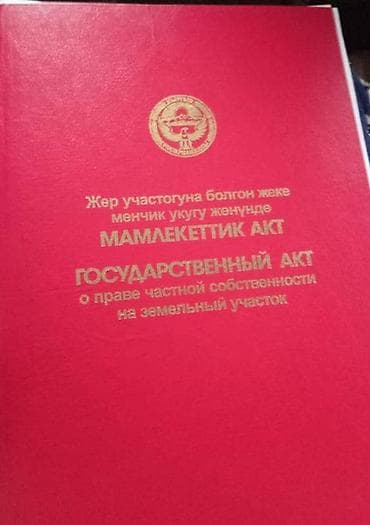 Жер участогуна болгон жеке
менчик укугу жөнүндө
МАМЛЕКЕТТИК АКТ
ГОСУДАРСТВЕННЫЙ АКТ
о праве частной собственности
на земельный участок